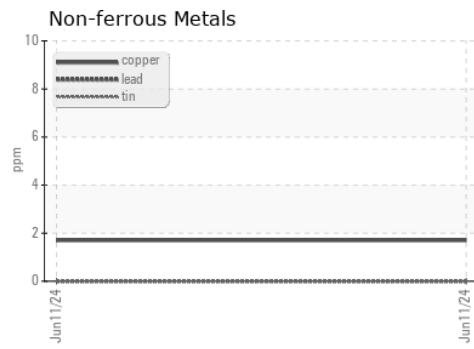 Non-ferrous Metals
10
8
6
4
2
0
ppm
copper
lead
tin
Jun11/24
Jun11/24